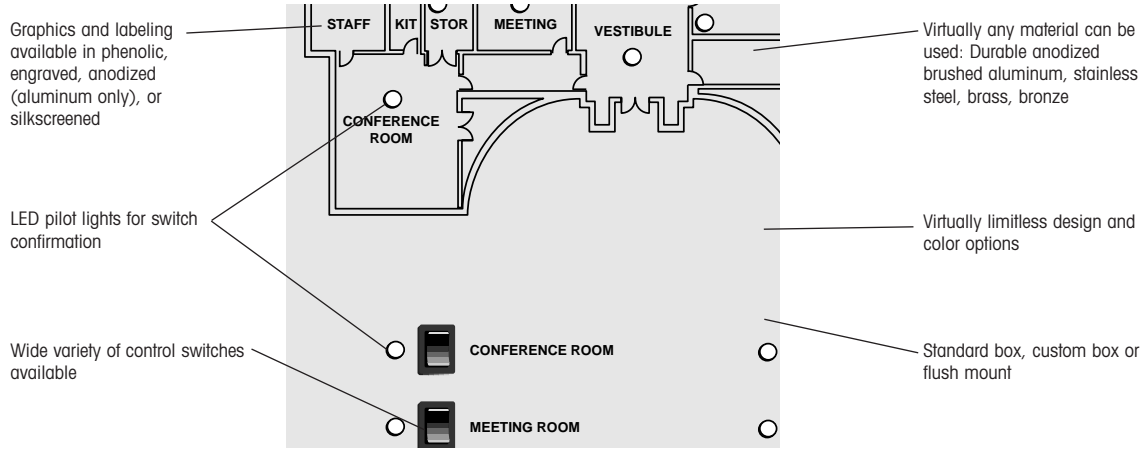 Graphics and labeling
available in phenolic,
engraved, anodized
(aluminum only), or
silkscreened
LED pilot lights for switch
confirmation
Wide variety of control switches
available
STAFF
KIT
STOR
MEETING
VESTIBULE
CONFERENCE
ROOM
CONFERENCE ROOM
MEETING ROOM
Virtually any material can be
used: Durable anodized
brushed aluminum, stainless
steel, brass, bronze
Virtually limitless design and
color options
Standard box, custom box or
flush mount